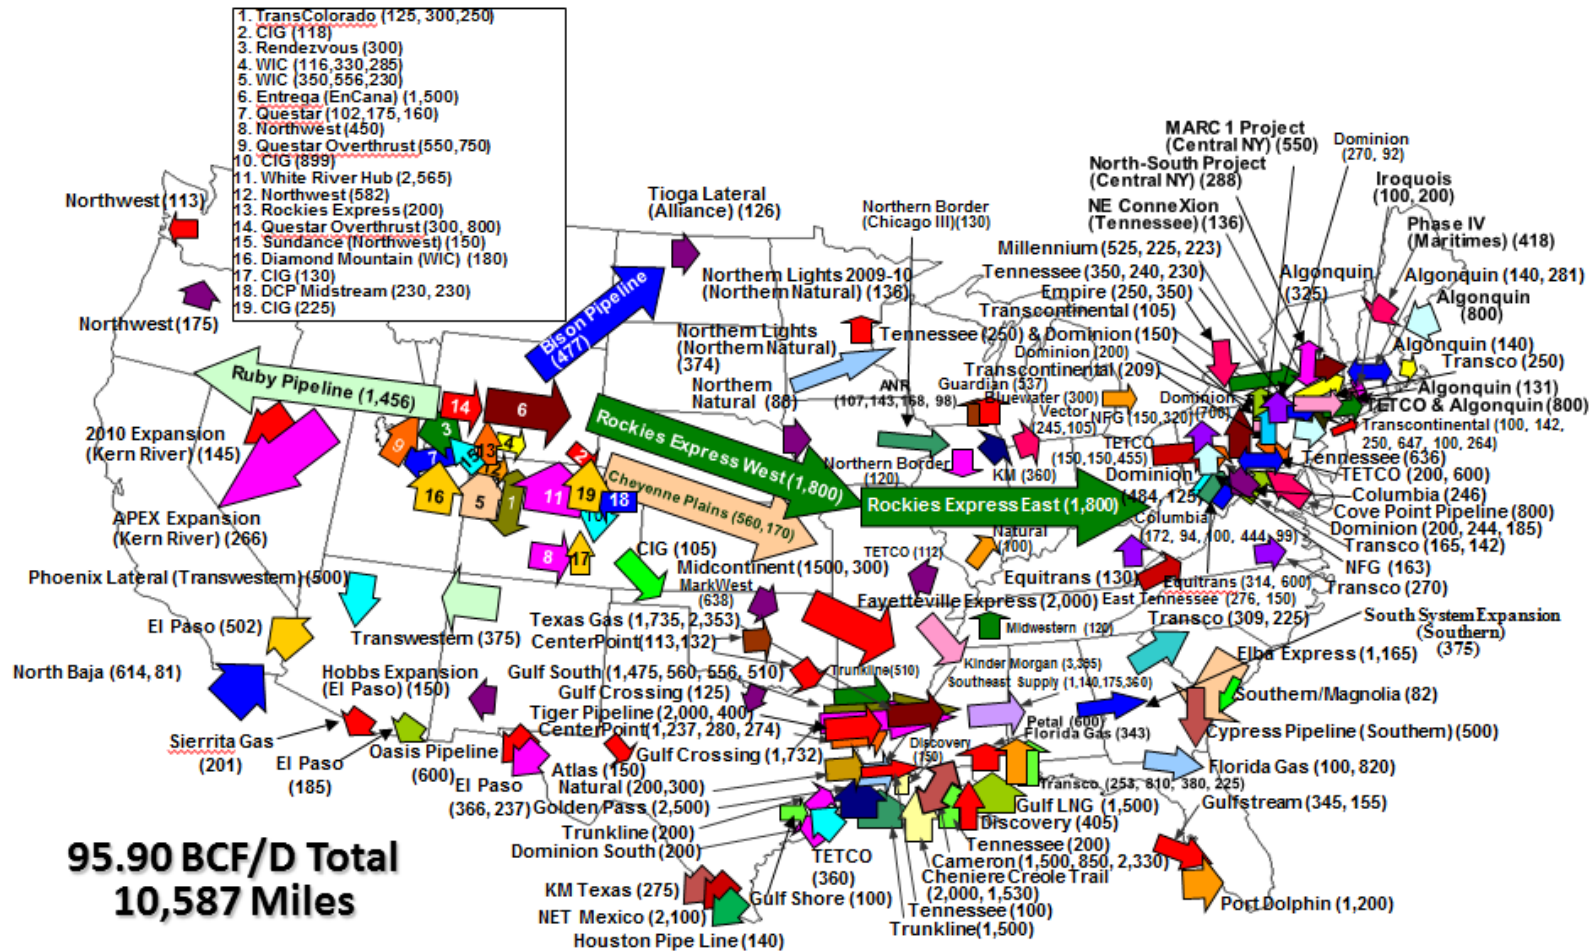 1. TransColorado (125, 300,250)
2. CIG (118)
3. Rendezvous (300)
4. WIC (116,330,285)
5. WIC (350,556,230)
6. Entrega (EnCana) (1,500)
7. Questar (102,175,160)
8. Northwest (450)
9. Questar Overthrust (550,750)
10. CIG (899)
11. White River Hub (2,565)
12. Northwest (582)
13. Rockies Express (200)
14. Questar Overthrust (300, 800)
15. Sundance (Northwest) (150)
16. Diamond Mountain (WIC) (180)
17. CIG (130)
18. DCP Midstream (230, 230)
19. CIG (225)
Northwest (113)
Northwest (175)
Tioga Lateral
(Alliance) (126)
Northern Border
(Chicago III)(130)
MARC 1 Project
(Central NY) (550)
Dominion
(270, 92)
North-South Project
(Central NY) (288)
Iroquois
(100, 200)
NE ConneXion
(Tennessee) (136)
Phase IV
(Maritimes) (418)
Millennium (525, 225, 223)
Tennessee (350, 240, 230)
Algonquin
(325)
Algonquin (140, 281)
Empire (250, 350)
Algonquin
(800)
Transcontinental (105)
Northern Lights 2009-10
(Northern Natural) (136)
Tennessee (250) & Dominion (150)
Northern Lights
(Northern Natural)
(374)
Dominion (200)
Algonquin (140)
Transco (250)
Transcontinental (209)
Northern
Natural (88)
ANR
(107,143,168, 98)
Guardian (537)
Bluewater (300)
Vector
(245,105)
NFG (150,320)
Dominion
(700)
Algonquin (131)
TETCO & Algonquin (800)
Transcontinental (100, 142,
250, 647, 100, 264)
Bison Pipeline
(477)
Ruby Pipeline (1,456)
14
6
3
9
7
15
13
4
12
2
16
5
1
11
19
18
10
8
17
2010 Expansion
(Kern River) (145)
APEX Expansion
(Kern River) (266)
Rockies Express West (1,800)
Cheyenne Plains (560,170)
Rockies Express East (1,800)
Northern Border
(120)
KM (360)
TETCO
(150,150,455)
Tennessee (636)
TETCO (200, 600)
Dominion
(484, 125)
Columbia (246)
Cove Point Pipeline (800)
Columbia
(172, 94, 100, 444, 99)
Dominion (200, 244, 185)
Transco (165, 142)
NFG (163)
Transco (270)
Natural
(100)
TETCO (112)
Equitrans (130)
Equitrans (314, 600)
East Tennessee (276, 150)
CIG (105)
Midcontinent (1500, 300)
MarkWest
(638)
Phoenix Lateral (Transwestern) (500)
Fayetteville Express (2,000)
Transco (309, 225)
South System Expansion
(Southern)
(375)
Texas Gas (1,735, 2,353)
CenterPoint(113,132)
Midwestern (120)
El Paso (502)
Transwestern (375)
Elba Express (1,165)
North Baja (614, 81)
Hobbs Expansion
(El Paso) (150)
Gulf South (1,475, 560, 556, 510)
Trunkline(510)
Kinder Morgan (3,355)
Southeast Supply (1,140,175,360)
Southern/Magnolia (82)
Gulf Crossing (125)
Tiger Pipeline (2,000, 400)
CenterPoint(1,237, 280, 274)
Petal (600)
Florida Gas (343)
Cypress Pipeline (Southern) (500)
Sierrita Gas
(201)
El Paso
(185)
Oasis Pipeline
(600)
El Paso
(366, 237)
Gulf Crossing (1,732)
Discovery
(150)
Florida Gas (100, 820)
Atlas (150)
Natural (200,300)
Transco (253, 810, 380, 225)
Golden Pass (2,500)
Gulf LNG (1,500)
Gulfstream (345, 155)
Trunkline (200)
Discovery (405)
Dominion South (200)
Tennessee (200)
TETCO
(360)
Cameron (1,500, 850, 2,330)
Cheniere Creole Trail
(2,000, 1,530)
KM Texas (275)
Gulf Shore (100)
Tennessee (100)
Port Dolphin (1,200)
NET Mexico (2,100)
Trunkline(1,500)
Houston Pipe Line (140)
95.90 BCF/D Total
10,587 Miles